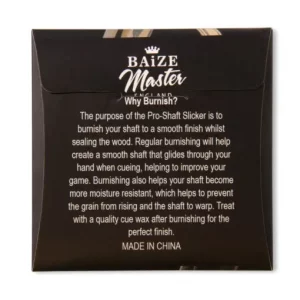 BAiZE
Master
ENGLAND
Why Burnish?
The purpose of the Pro-Shaft Slicker is to
burnish your shaft to a smooth finish whilst
sealing the wood. Regular burnishing will help
create a smooth shaft that glides through your
hand when cueing, helping to improve your
game. Burnishing also helps your shaft become
more moisture resistant, which helps to prevent
the grain from rising and the shaft to warp. Treat
with a quality cue wax after burnishing for the
perfect finish.
MADE IN CHINA